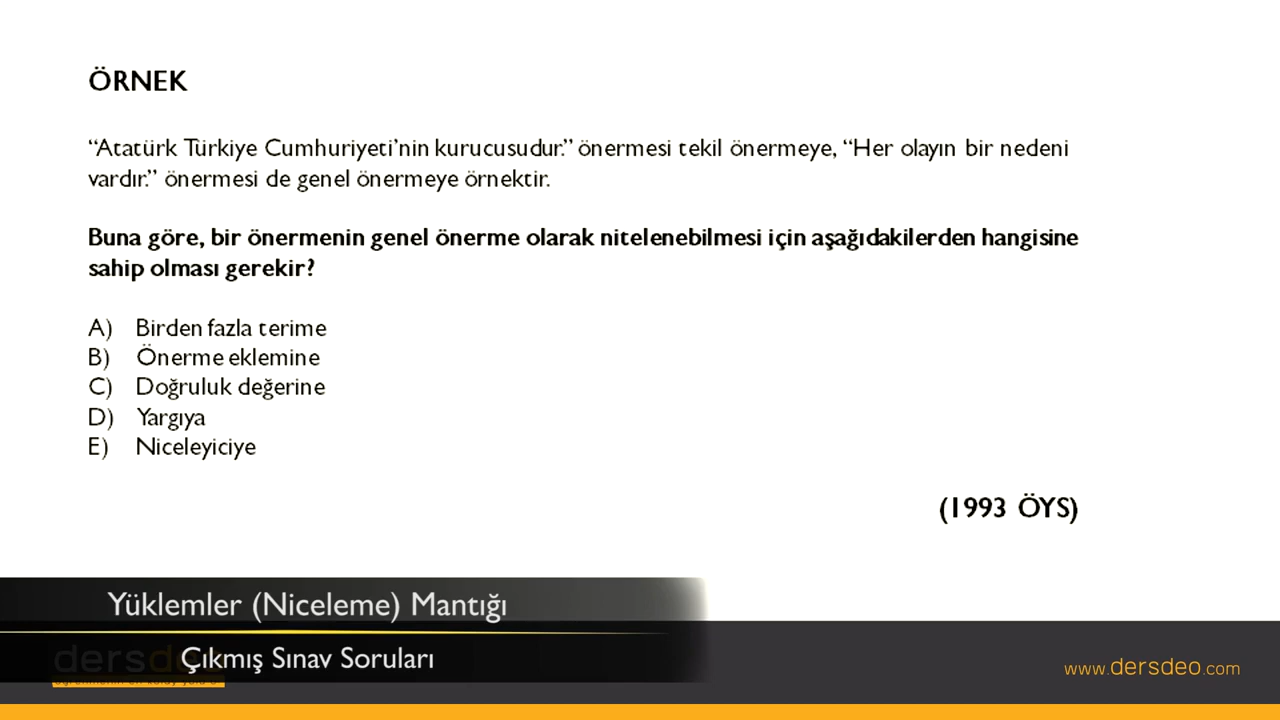 ÖRNEK
“Atatürk Türkiye Cumhuriyeti’nin kurucusudur.” önermesi tekil önermeye, “Her olayın bir nedeni
vardır.” önermesi de genel önermeye örnektir.
Buna göre, bir önermenin genel önerme olarak nitelenebilmesi için aşağıdakilerden hangisine
sahip olması gerekir?
A) Birden fazla terime
B) Önerme eklemine
C) Doğruluk değerine
D) Yargıya
E) Niceleyiciye
(1993 ÖYS)
Yüklemler (Niceleme) Mantığı
Çıkmış Sınav Soruları
www.dersdeo.com